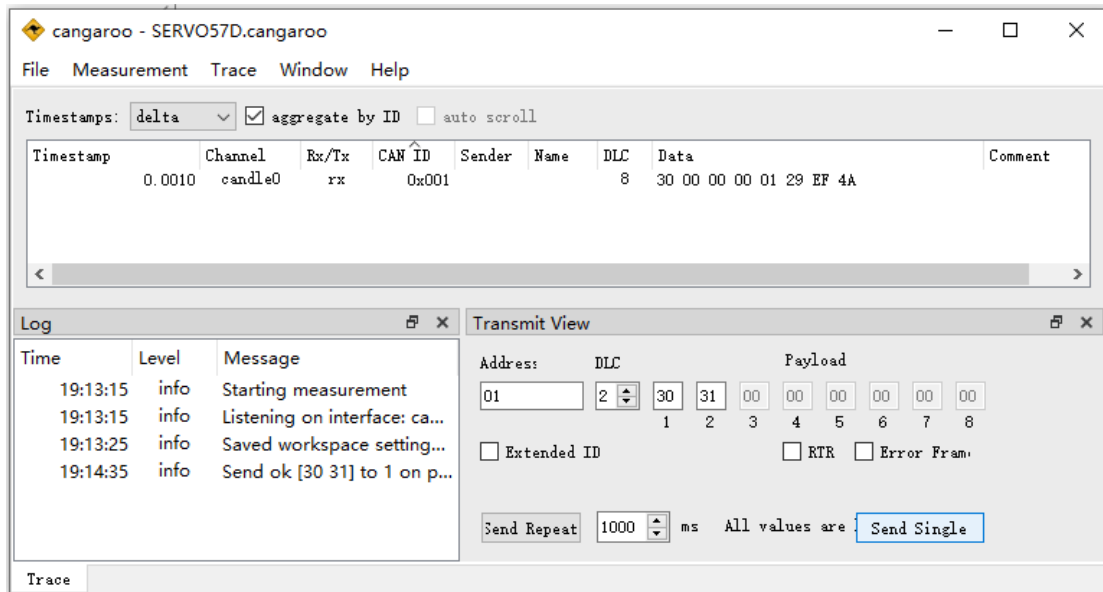 cangaroo - SERVO57D.cangaroo
File Measurement Trace Window Help
Timestamps: delta aggregate by ID auto scroll
Timestamp Channel Rx/Tx CAN ID Sender Name DLC Data Comment
0.0010 candle0 rx 0x001 8 30 00 00 00 01 29 EF 4A
Log
Time Level Message
19:13:15 info Starting measurement
19:13:15 info Listening on interface: ca...
19:13:25 info Saved workspace setting...
19:14:35 info Send ok [30 31] to 1 on p...
Transmit View
Address DLC Payload
01 2 30 31 00 00 00 00 00 00
1 2 3 4 5 6 7 8
Extended ID RTR Error Fram
Send Repeat 1000 ms All values are Send Single
Trace